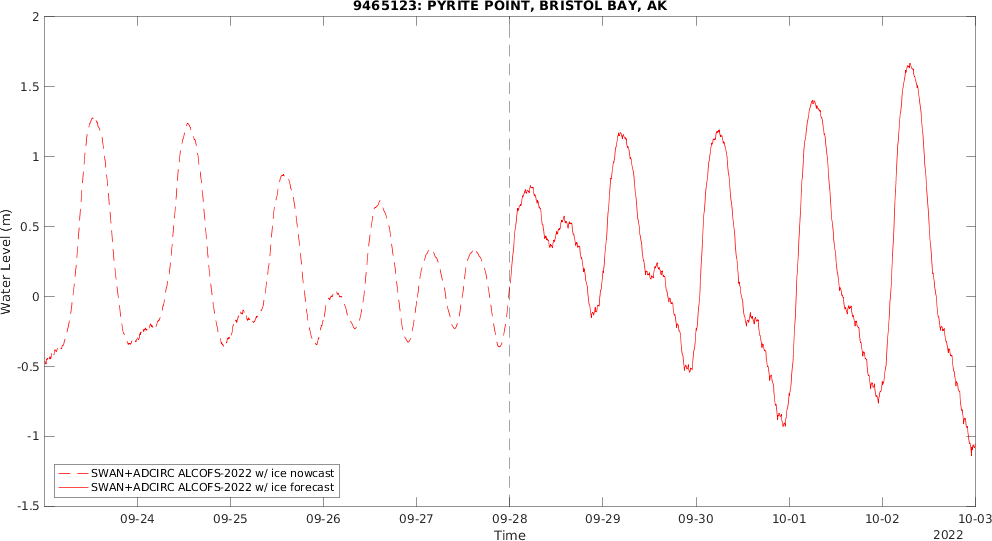 9465123: PYRITE POINT, BRISTOL BAY, AK
2
1.5
1
0.5
0
-0.5
-1
-1.5
Water Level (m)
SWAN+ADCIRC ALCOFS-2022 w/ ice nowcast
SWAN+ADCIRC ALCOFS-2022 w/ ice forecast
09-24 09-25 09-26 09-27 09-28 09-29 09-30 10-01 10-02 10-03
Time
2022